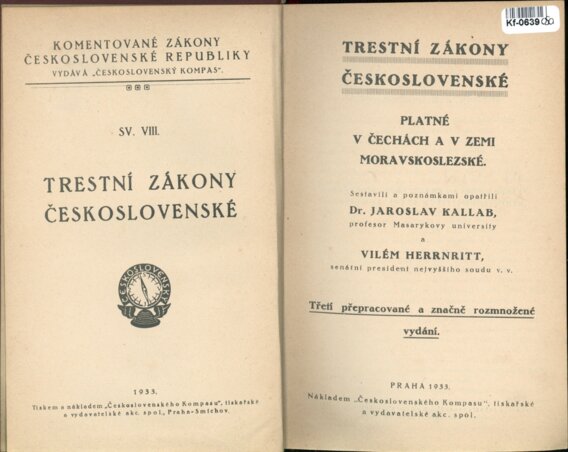 KOMENTOVANÉ ZÁKONY
ČESKOSLOVENSKÉ REPUBLIKY
VYDÁVÁ „ČESKOSLOVENSKÝ KOMPAS".
SV. VIII.
TRESTNÍ ZÁKONY
ČESKOSLOVENSKÉ
ČESKOSLOVENSKÝ
1933.
Tiskem a nákladem „Československého Kompasu", tiskařské
a vydavatelské akc. spol., Praha-Smíchov.
Kf-0639
TRESTNÍ ZÁKONY
ČESKOSLOVENSKÉ
PLATNÉ
V ČECHÁCH A V ZEMI
MORAVSKOSLEZSKÉ.
Sestavili a poznámkami opatřili
Dr. JAROSLAV KALLAB,
profesor Masarykovy university
a
VILÉM HERRNRITT,
senátní president nejvyššího soudu v. v.
Třetí přepracované a značně rozmnožené
vydání.
PRAHA 1933.
Nákladem „Československého Kompasu", tiskařské
a vydavatelské akc. spol.